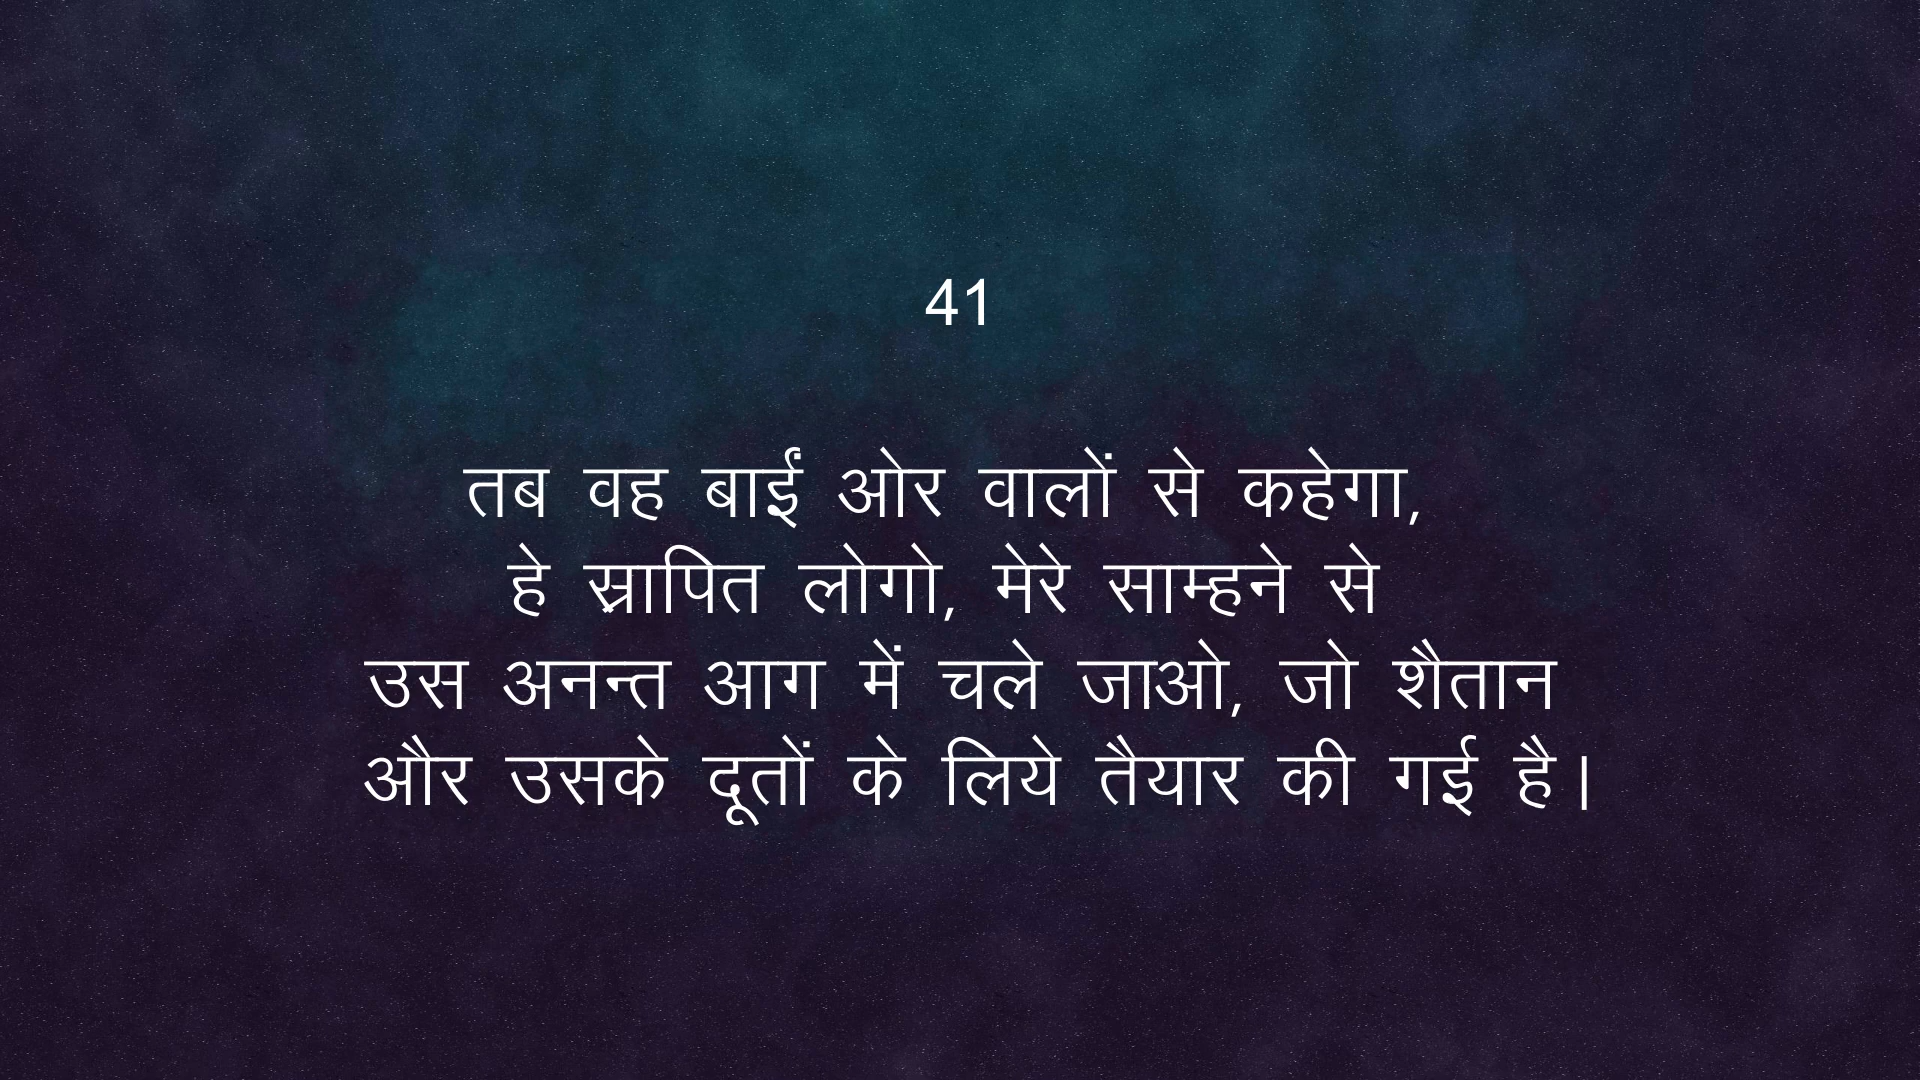 41
तब वह बाईं ओर वालों से कहेगा,
हे स्रापित लोगो, मेरे साम्हने से
उस अनन्त आग में चले जाओ, जो शैतान
और उसके दूतों के लिये तैयार की गई है।